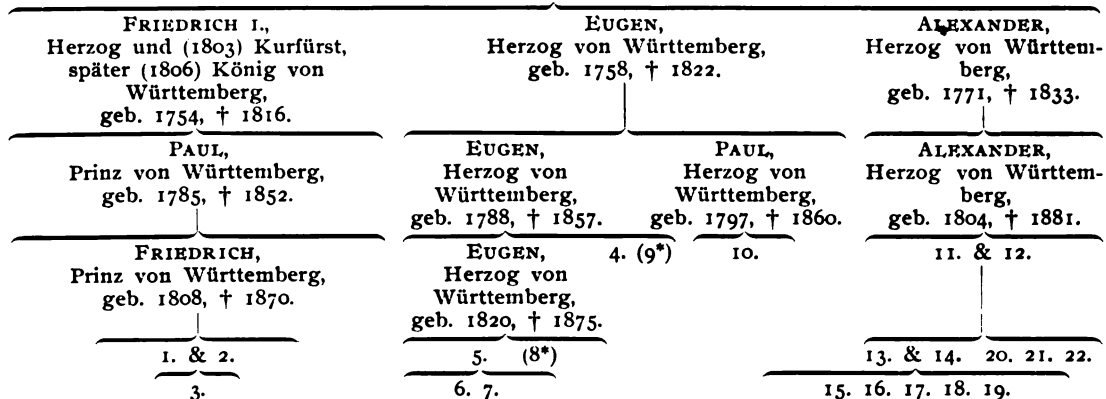 FRIEDRICH I.,
Herzog und (1803) Kurfürst,
später (1806) König von
Württemberg,
geb. 1754, † 1816.
EUGEN,
Herzog von Württemberg,
geb. 1758, † 1822.
ALEXANDER,
Herzog von Württem-
berg,
geb. 1771, † 1833.
PAUL,
Prinz von Württemberg,
geb. 1785, † 1852.
EUGEN,
Herzog von
Württemberg,
geb. 1788, † 1857.
PAUL,
Herzog von
Württemberg,
geb. 1797, † 1860.
ALEXANDER,
Herzog von Württem-
berg,
geb. 1804, † 1881.
FRIEDRICH,
Prinz von Württemberg,
geb. 1808, † 1870.
EUGEN,
Herzog von
Württemberg,
geb. 1820, † 1875.
4. (9*)
10.
11. & 12.
1. & 2.
5. (8*)
13. & 14. 20. 21. 22.
3.
6. 7.
15. 16. 17. 18. 19.